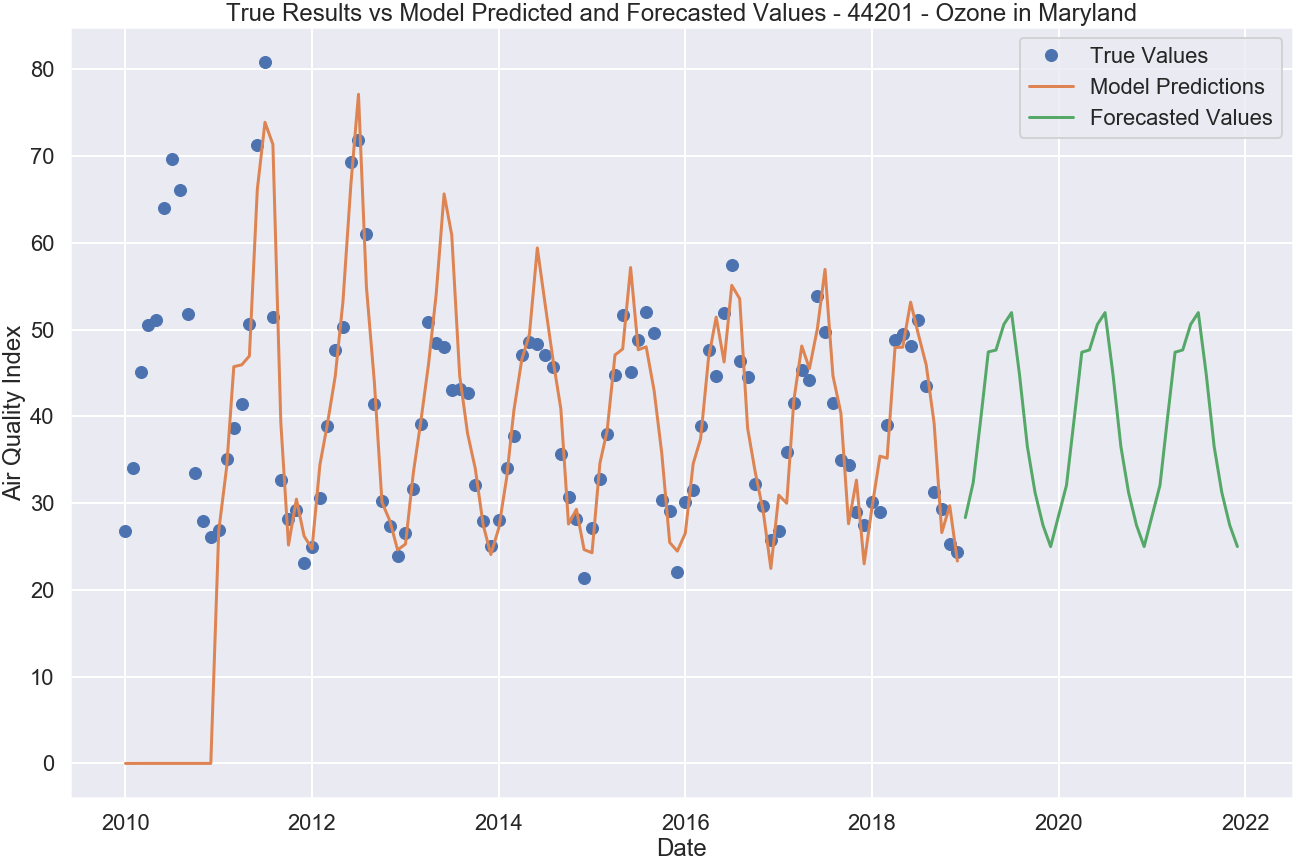 True Results vs Model Predicted and Forecasted Values - 44201 - Ozone in Maryland
True Values
Model Predictions
Forecasted Values
80
70
60
50
40
30
20
10
0
Air Quality Index
2010 2012 2014 2016 2018 2020 2022
Date